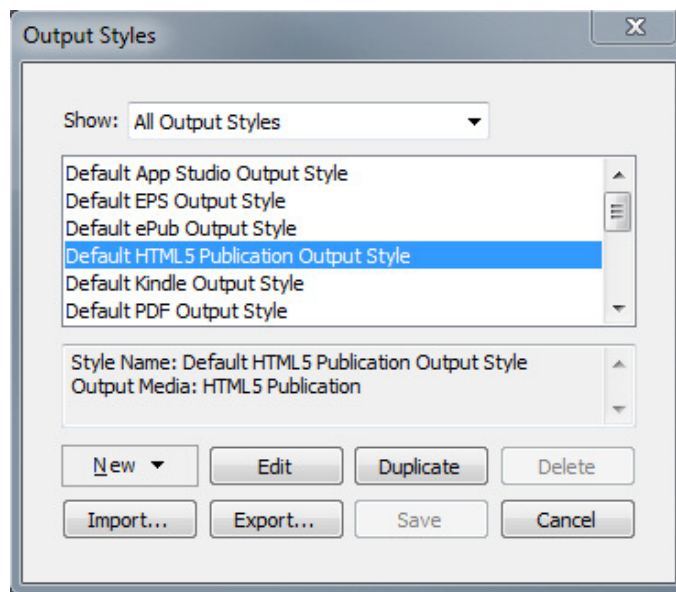 Output Styles
Show: All Output Styles
Default App Studio Output Style
Default EPS Output Style
Default ePub Output Style
Default HTML5 Publication Output Style
Default Kindle Output Style
Default PDF Output Style
Style Name: Default HTML5 Publication Output Style
Output Media: HTML5 Publication
New Edit Duplicate Delete
Import... Export... Save Cancel